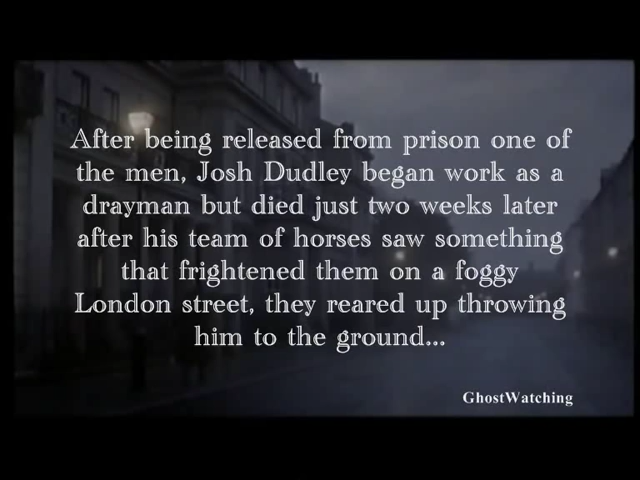 After being released from prison one of
the men, Josh Dudley began work as a
drayman but died just two weeks later
after his team of horses saw something
that frightened them on a foggy
London street, they reared up throwing
him to the ground...
GhostWatching